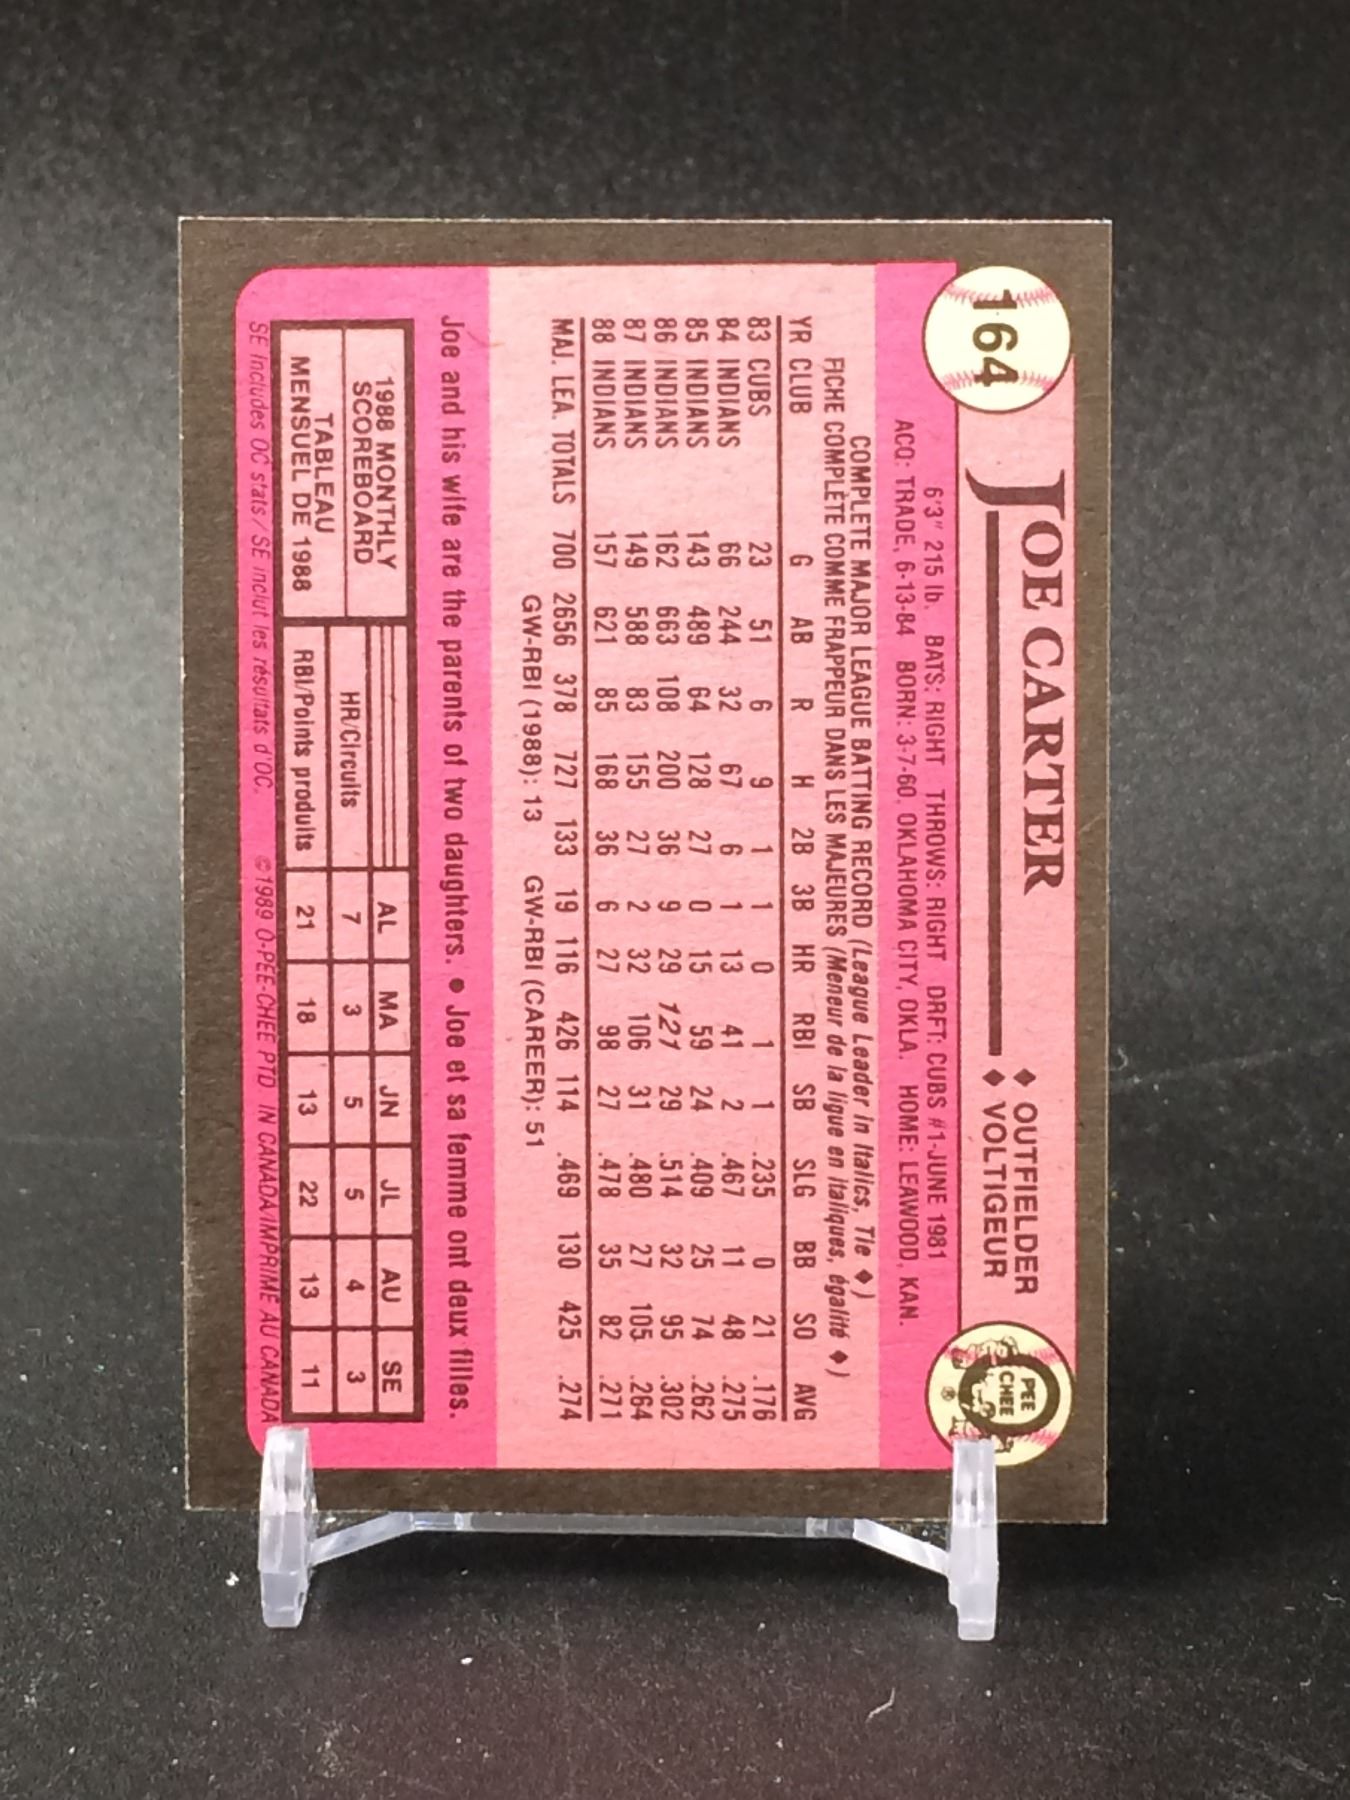 164
JOE CARTER
♦ OUTFIELDER
♦ VOLTIGEUR
O PEE CHEE ®
6'3" 215 lb. BATS: RIGHT THROWS: RIGHT DRFT: CUBS #1-JUNE 1981
ACQ: TRADE, 6-13-84 BORN: 3-7-60, OKLAHOMA CITY, OKLA. HOME: LEAWOOD, KAN.
COMPLETE MAJOR LEAGUE BATTING RECORD (League Leader in Italics, Tie ♦)
FICHE COMPLÈTE COMME FRAPPEUR DANS LES MAJEURES (Meneur de la ligue en italiques, égalité ♦)
YR CLUB G AB R H 2B 3B HR RBI SB SLG BB SO AVG
83 CUBS 23 51 6 9 1 1 0 1 1 .235 0 21 .176
84 INDIANS 66 244 32 67 6 1 13 41 2 .467 11 48 .275
85 INDIANS 143 489 64 128 27 0 15 59 24 .409 25 74 .262
86 INDIANS 162 663 108 200 36 9 29 127 29 .514 32 95 .302
87 INDIANS 149 588 83 155 27 2 32 106 31 .480 27 105 .264
88 INDIANS 157 621 85 168 36 6 27 98 27 .478 35 82 .271
MAJ. LEA. TOTALS 700 2656 378 727 133 19 116 426 114 .469 130 425 .274
GW-RBI (1988): 13 GW-RBI (CAREER): 51
Joe and his wife are the parents of two daughters. ● Joe et sa femme ont deux filles.
1988 MONTHLY
SCOREBOARD
TABLEAU
MENSUEL DE 1988
AL MA JN JL AU SE
HR/Circuits 7 3 5 5 4 3
RBI/Points produits 21 18 13 22 13 11
SE includes OC stats/SE inclut les résultats d'OC. ©1989 O-PEE-CHEE PTD IN CANADA/IMPRIME AU CANADA